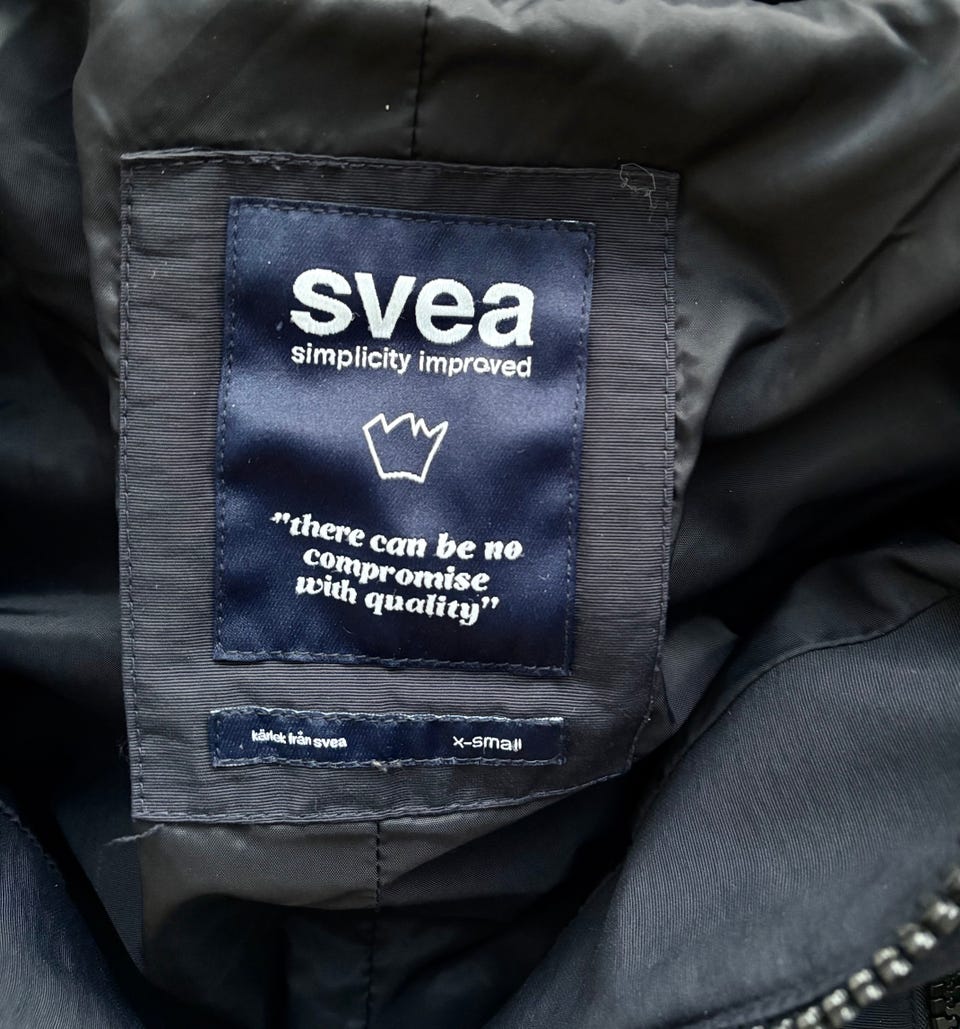 svea
simplicity improved
"there can be no
compromise
with quality"
kärlek från svea
x-small